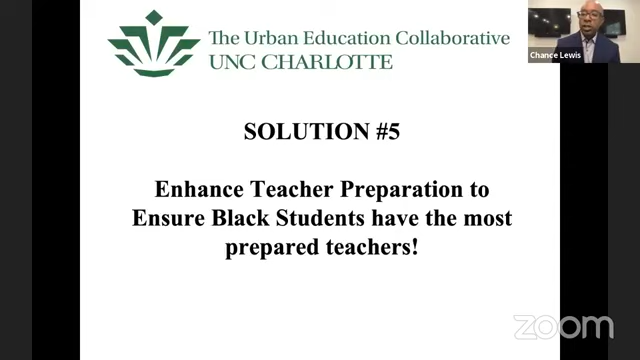 The Urban Education Collaborative
UNC CHARLOTTE
Chance Lewis
SOLUTION #5
Enhance Teacher Preparation to
Ensure Black Students have the most
prepared teachers!
zoom